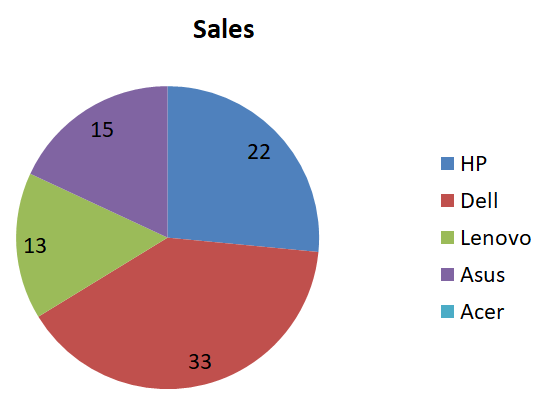 Sales
15
22
13
33
HP
Dell
Lenovo
Asus
Acer